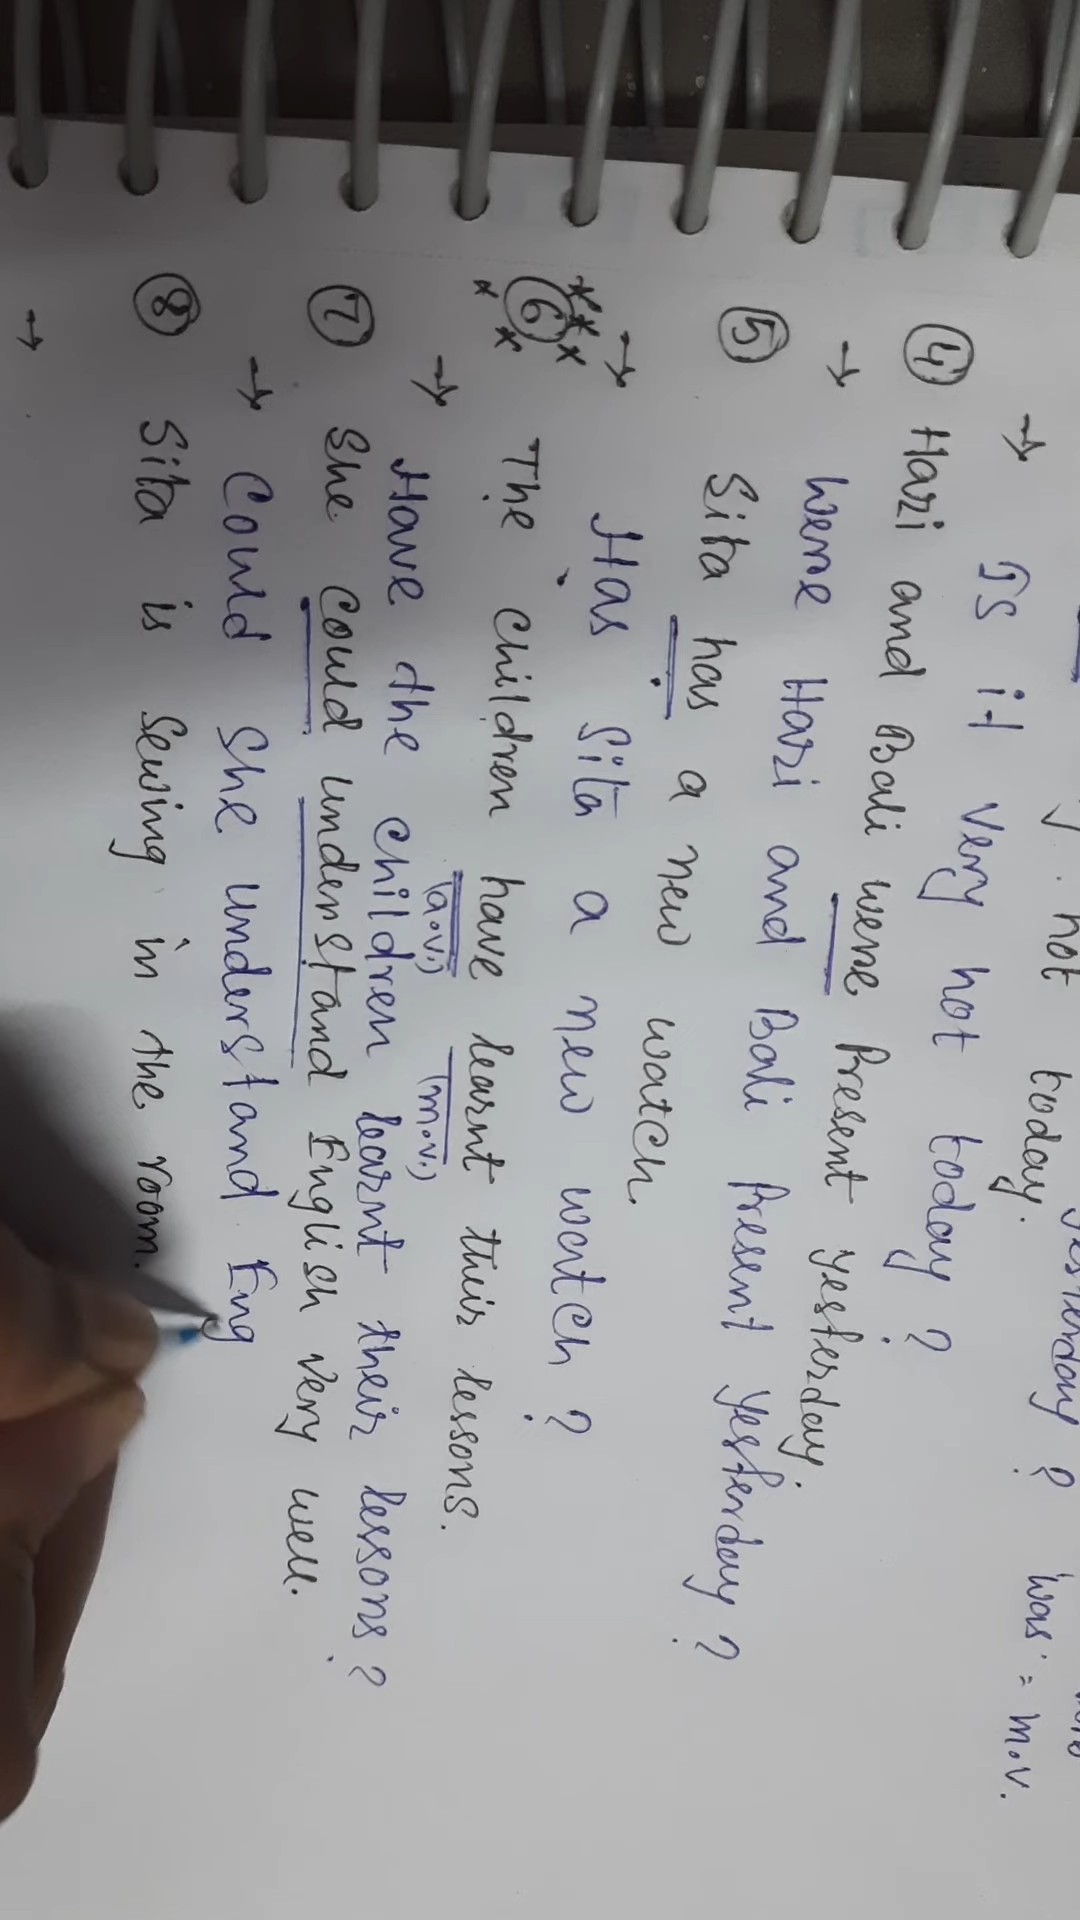 yesterday ? was = m.v.
hot today.
→ Is it very hot today ?
④ Hari and Bali were Present yesterday.
→ were Hari and Bali Present yesterday ?
⑤ Sita has a new watch.
→ Has Sita a new watch ?
⑥ The children have learnt their lessons.
(a.v.) (m.v.)
→ Have the children learnt their lessons ?
⑦ She could understand English very well.
→ Could she understand Eng
⑧ Sita is sewing in the room.
→